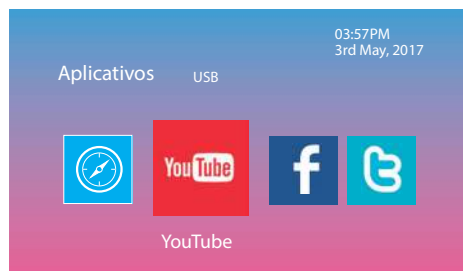 03:57PM
3rd May, 2017
Aplicativos
USB
YouTube
f
YouTube